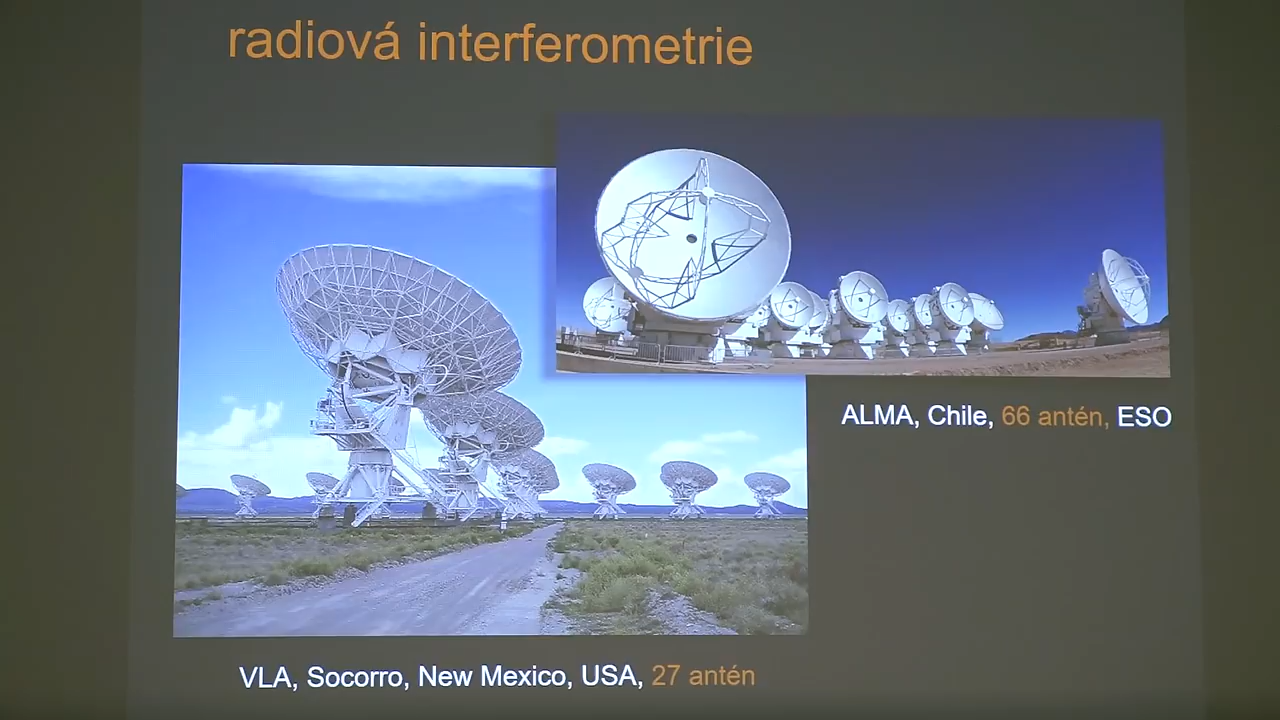 radiová interferometrie
ALMA, Chile, 66 antén, ESO
VLA, Socorro, New Mexico, USA, 27 antén